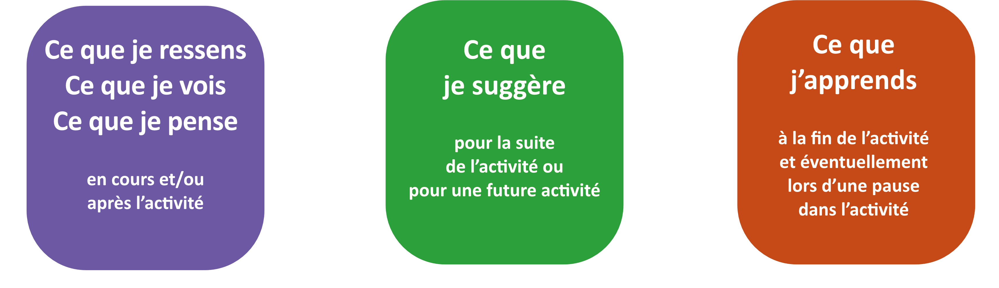 Ce que je ressens
Ce que je vois
Ce que je pense
en cours et/ou
après l’activité
Ce que
je suggère
pour la suite
de l’activité ou
pour une future activité
Ce que
j’apprends
à la fin de l’activité
et éventuellement
lors d’une pause
dans l’activité